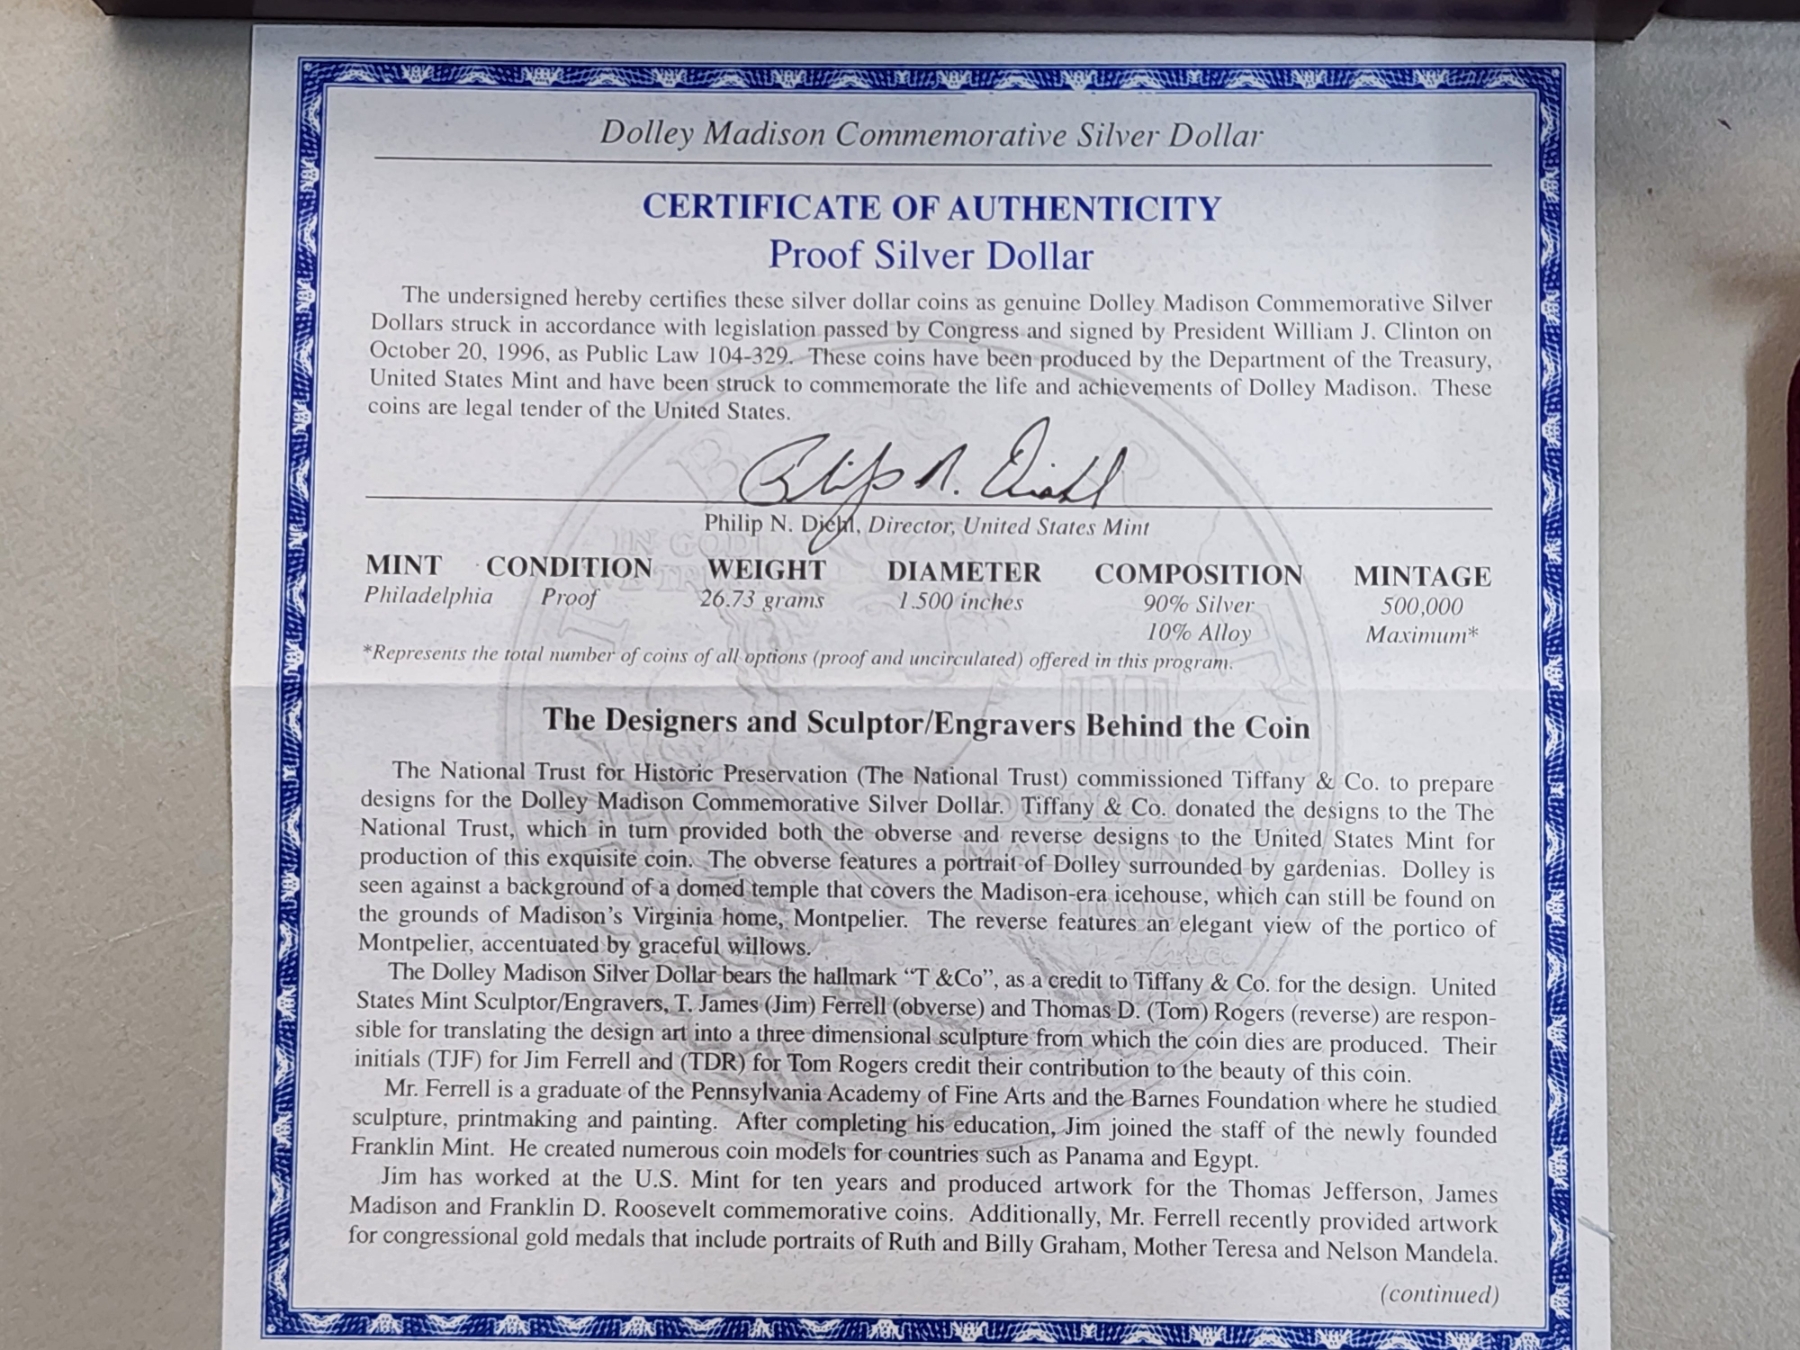 Dolley Madison Commemorative Silver Dollar
CERTIFICATE OF AUTHENTICITY
Proof Silver Dollar
The undersigned hereby certifies these silver dollar coins as genuine Dolley Madison Commemorative Silver
Dollars struck in accordance with legislation passed by Congress and signed by President William J. Clinton on
October 20, 1996, as Public Law 104-329. These coins have been produced by the Department of the Treasury,
United States Mint and have been struck to commemorate the life and achievements of Dolley Madison. These
coins are legal tender of the United States.
Philip N. Diehl
Philip N. Diehl, Director, United States Mint
MINT CONDITION WEIGHT DIAMETER COMPOSITION MINTAGE
Philadelphia Proof 26.73 grams 1.500 inches 90% Silver 500,000
10% Alloy Maximum*
*Represents the total number of coins of all options (proof and uncirculated) offered in this program.
The Designers and Sculptor/Engravers Behind the Coin
The National Trust for Historic Preservation (The National Trust) commissioned Tiffany & Co. to prepare
designs for the Dolley Madison Commemorative Silver Dollar. Tiffany & Co. donated the designs to the The
National Trust, which in turn provided both the obverse and reverse designs to the United States Mint for
production of this exquisite coin. The obverse features a portrait of Dolley surrounded by gardenias. Dolley is
seen against a background of a domed temple that covers the Madison-era icehouse, which can still be found on
the grounds of Madison's Virginia home, Montpelier. The reverse features an elegant view of the portico of
Montpelier, accentuated by graceful willows.
The Dolley Madison Silver Dollar bears the hallmark “T &Co”, as a credit to Tiffany & Co. for the design. United
States Mint Sculptor/Engravers, T. James (Jim) Ferrell (obverse) and Thomas D. (Tom) Rogers (reverse) are respon-
sible for translating the design art into a three dimensional sculpture from which the coin dies are produced. Their
initials (TJF) for Jim Ferrell and (TDR) for Tom Rogers credit their contribution to the beauty of this coin.
Mr. Ferrell is a graduate of the Pennsylvania Academy of Fine Arts and the Barnes Foundation where he studied
sculpture, printmaking and painting. After completing his education, Jim joined the staff of the newly founded
Franklin Mint. He created numerous coin models for countries such as Panama and Egypt.
Jim has worked at the U.S. Mint for ten years and produced artwork for the Thomas Jefferson, James
Madison and Franklin D. Roosevelt commemorative coins. Additionally, Mr. Ferrell recently provided artwork
for congressional gold medals that include portraits of Ruth and Billy Graham, Mother Teresa and Nelson Mandela.
(continued)